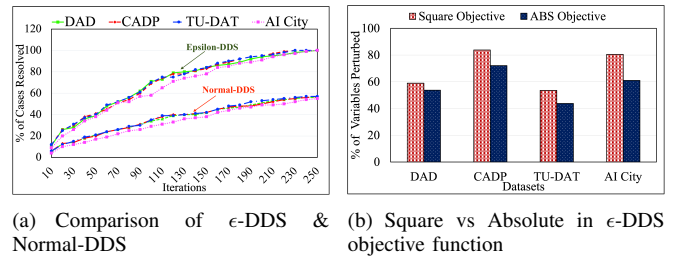 DAD CADP TU-DAT AI City
% of Cases Resolved
120
100
80
60
40
20
0
Epsilon-DDS
Normal-DDS
10 30 50 70 90 110 130 150 170 190 210 230 250
Iterations
(a) Comparison of ϵ-DDS &
Normal-DDS
Square Objective ABS Objective
% of Variables Perturbed
100
80
60
40
20
0
DAD CADP TU-DAT AI City
Datasets
(b) Square vs Absolute in ϵ-DDS
objective function